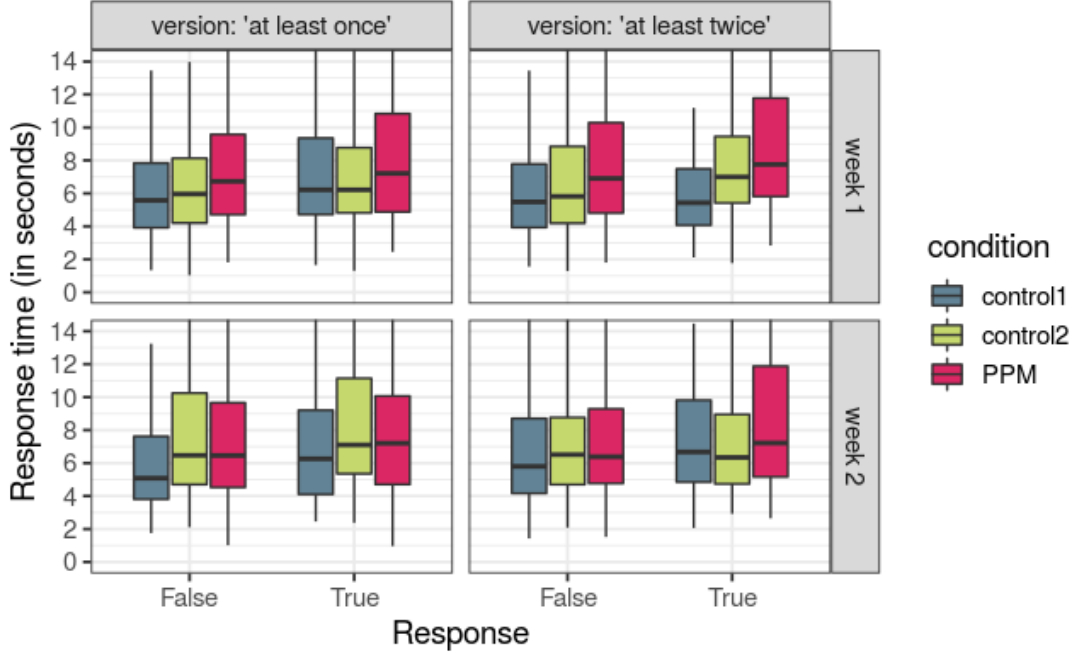 version: 'at least once'
version: 'at least twice'
Response time (in seconds)
14
12
10
8
6
4
2
0
week 1
14
12
10
8
6
4
2
0
week 2
False
True
False
True
Response
condition
control1
control2
PPM